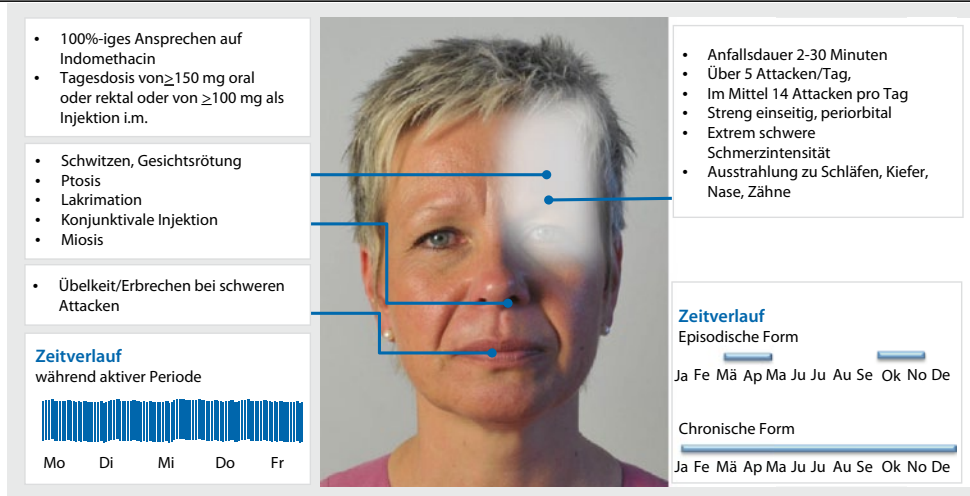 • 100%-iges Ansprechen auf
Indomethacin
• Tagesdosis von≥150 mg oral
oder rektal oder von ≥100 mg als
Injektion i.m.
• Schwitzen, Gesichtsrötung
• Ptosis
• Lakrimation
• Konjunktivale Injektion
• Miosis
• Übelkeit/Erbrechen bei schweren
Attacken
Zeitverlauf
während aktiver Periode
Mo Di Mi Do Fr
• Anfallsdauer 2-30 Minuten
• Über 5 Attacken/Tag,
• Im Mittel 14 Attacken pro Tag
• Streng einseitig, periorbital
• Extrem schwere
Schmerzintensität
• Ausstrahlung zu Schläfen, Kiefer,
Nase, Zähne
Zeitverlauf
Episodische Form
Ja Fe Mä Ap Ma Ju Ju Au Se Ok No De
Chronische Form
Ja Fe Mä Ap Ma Ju Ju Au Se Ok No De